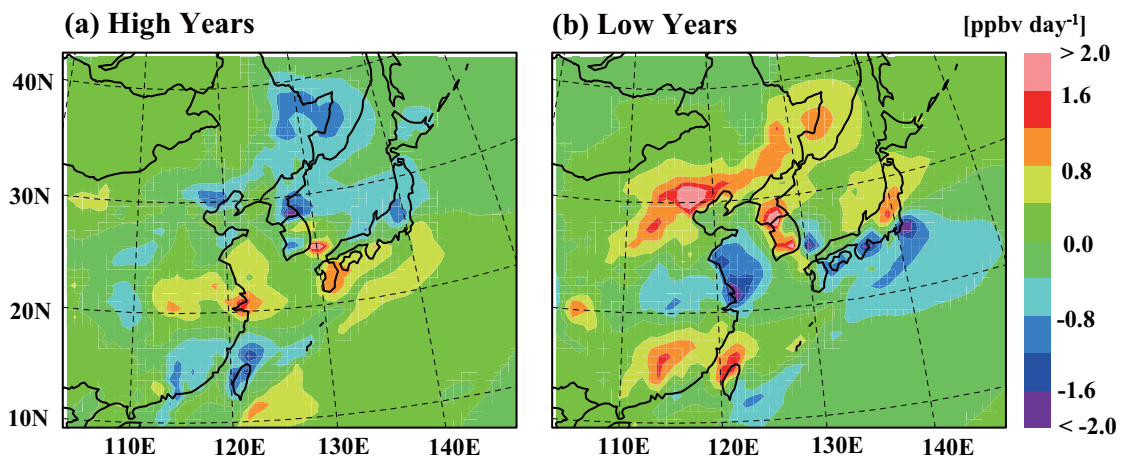 (a) High Years
(b) Low Years
[ppbv day⁻¹]
40N
30N
20N
10N
110E
120E
130E
140E
110E
120E
130E
140E
> 2.0
1.6
0.8
0.0
-0.8
-1.6
< -2.0